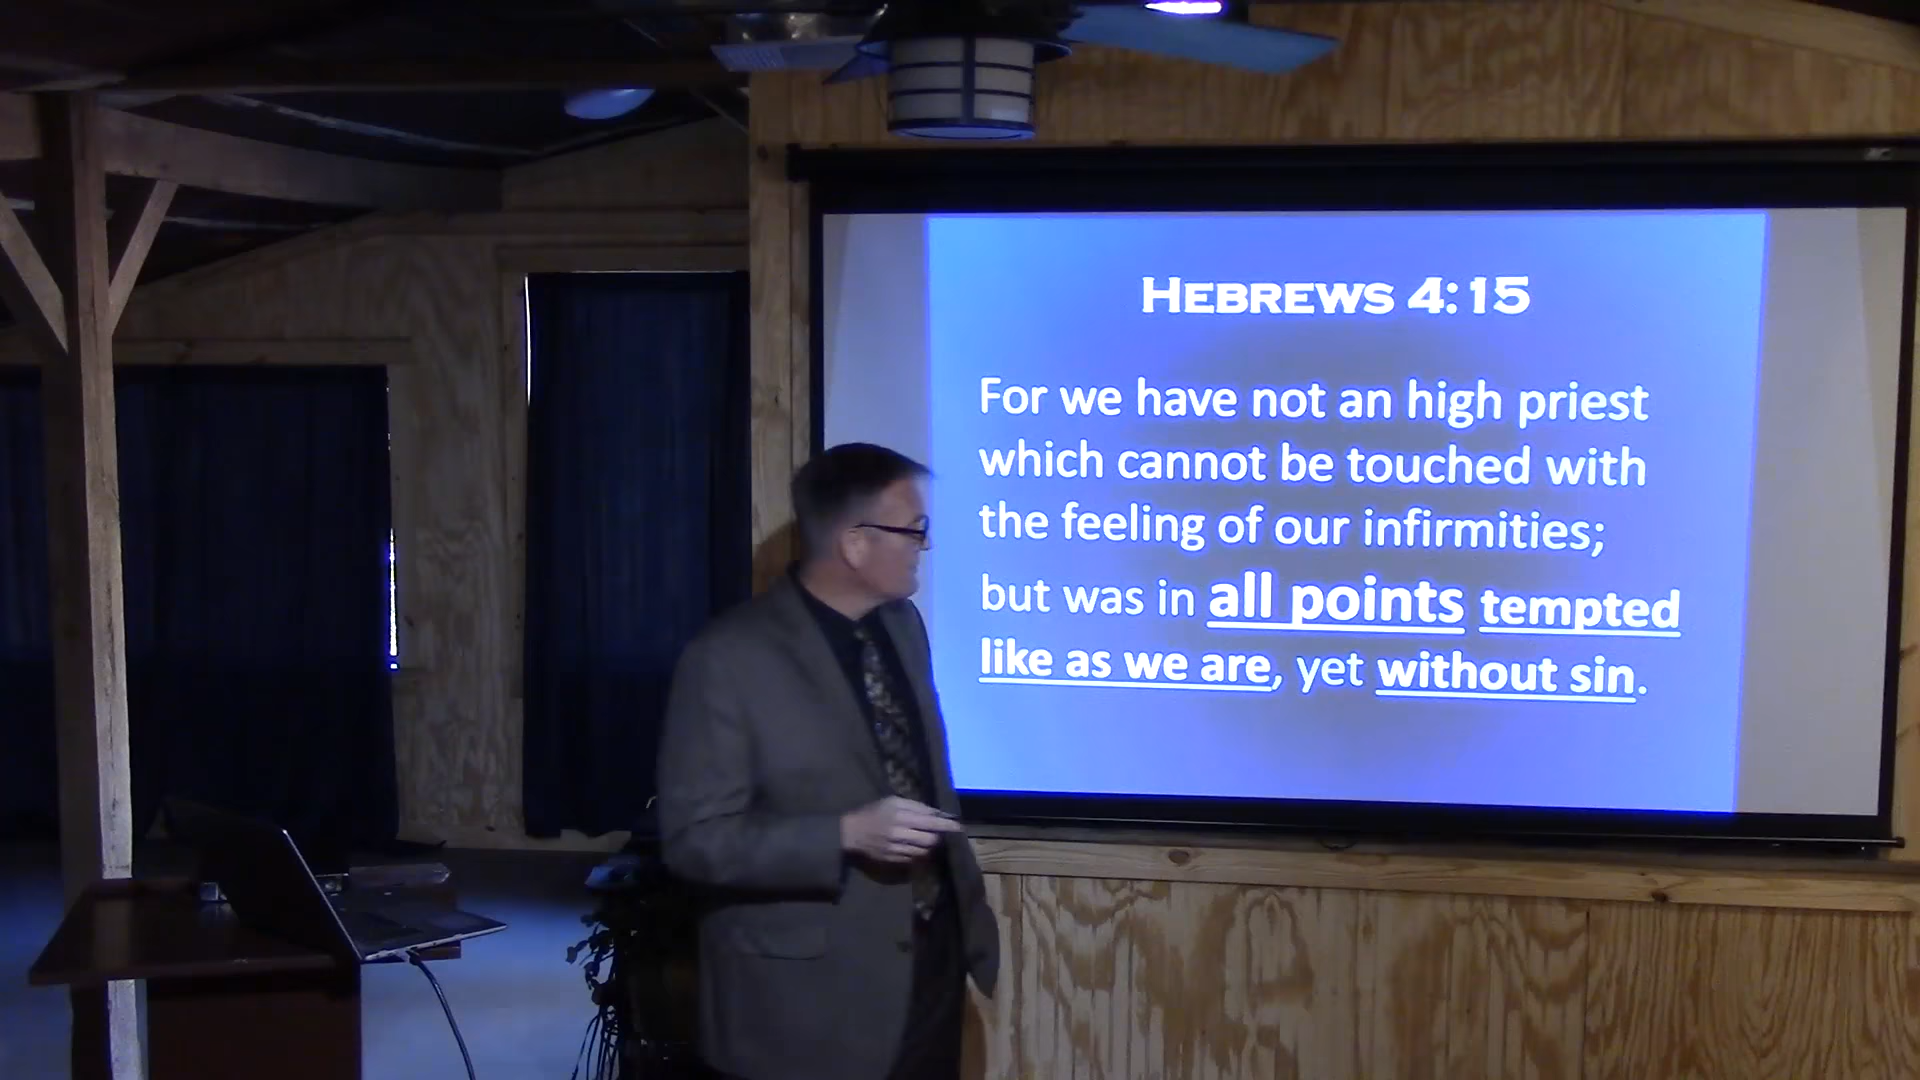 HEBREWS 4:15
For we have not an high priest
which cannot be touched with
the feeling of our infirmities;
but was in all points tempted
like as we are, yet without sin.